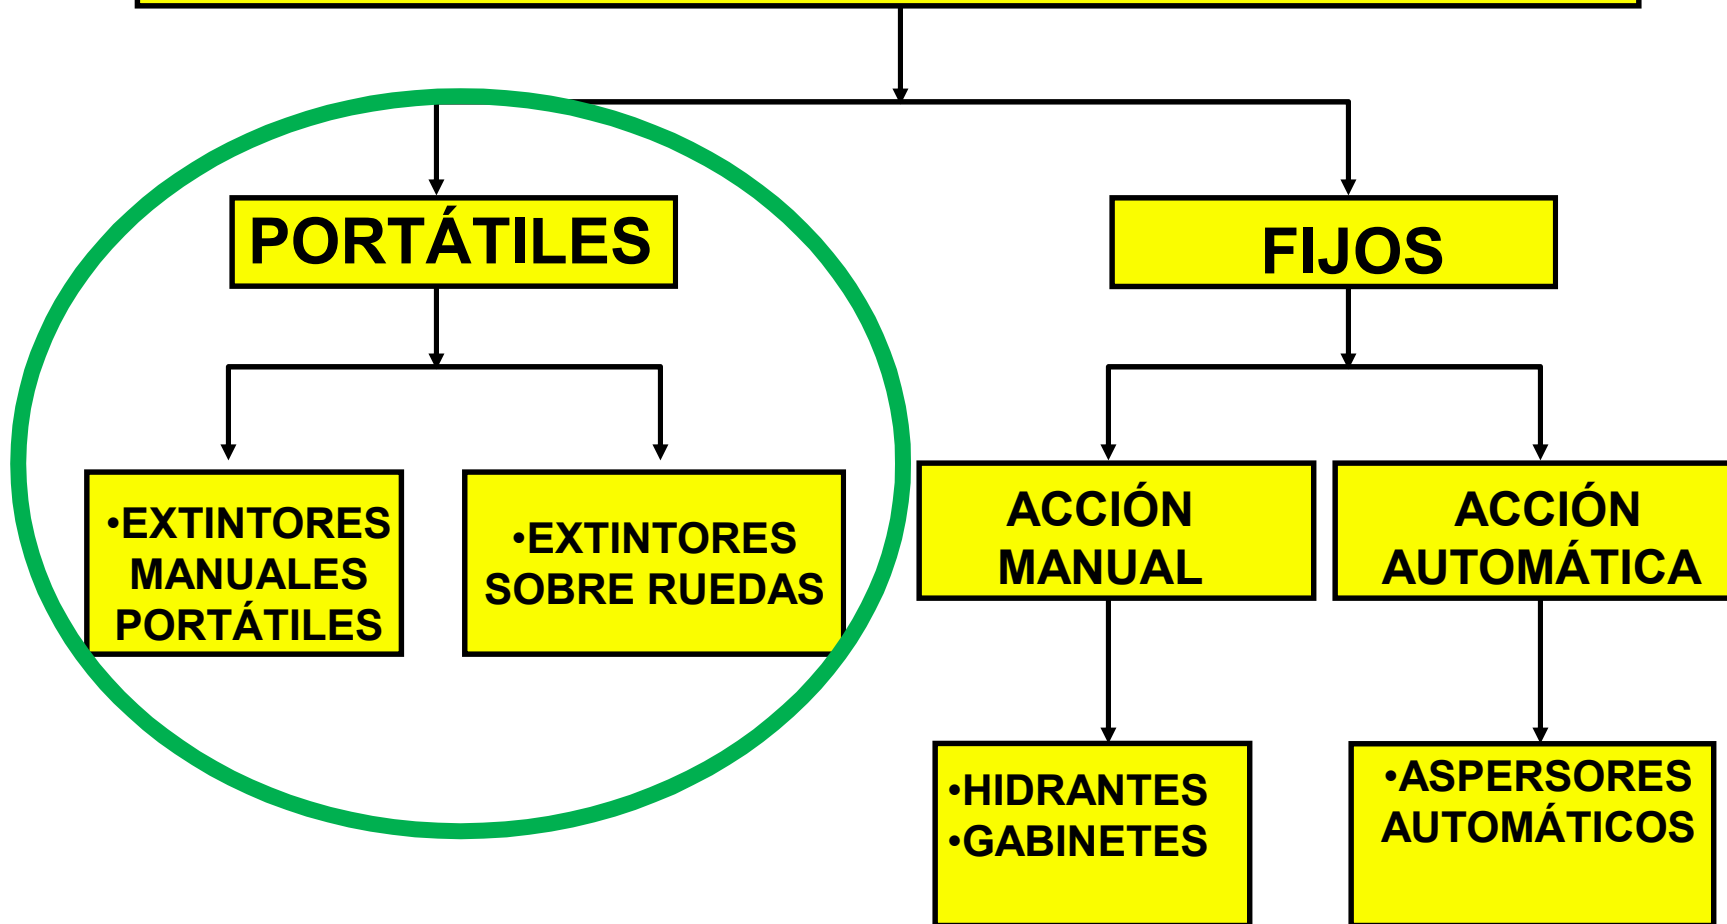 PORTÁTILES
FIJOS
•EXTINTORES
MANUALES
PORTÁTILES
•EXTINTORES
SOBRE RUEDAS
ACCIÓN
MANUAL
ACCIÓN
AUTOMÁTICA
•HIDRANTES
•GABINETES
•ASPERSORES
AUTOMÁTICOS